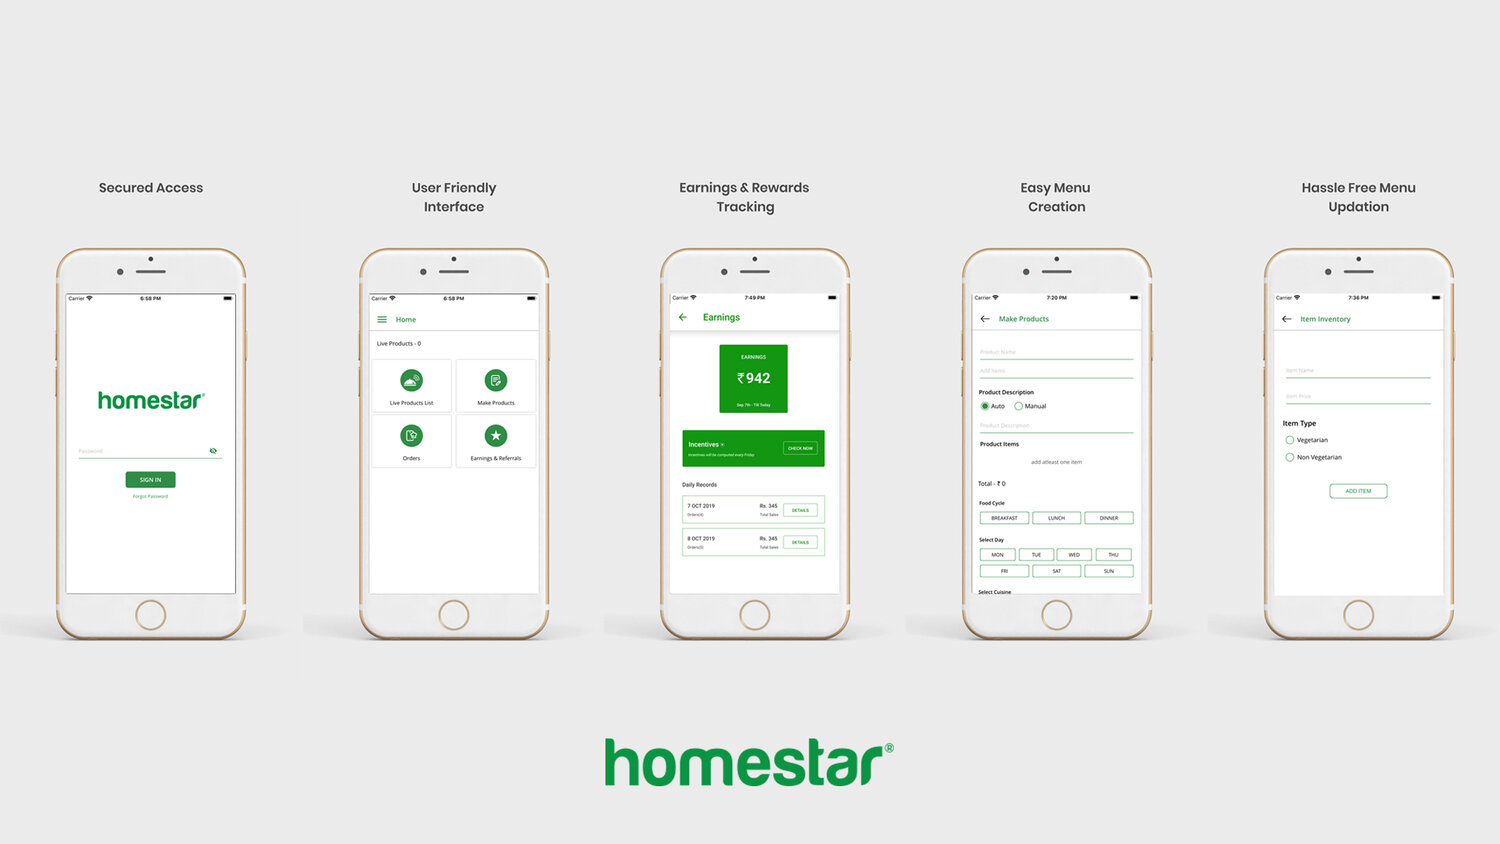 Secured Access
User Friendly
Interface
Earnings & Rewards
Tracking
Easy Menu
Creation
Hassle Free Menu
Updation
Carrier
6:58 PM
homestar®
Password
SIGN IN
Forgot Password
Carrier
6:58 PM
Home
Live Products - 0
Live Products List
Make Products
Orders
Earnings & Referrals
Carrier
7:49 PM
Earnings
EARNINGS
₹942
Sep 7th - Till Today
Incentives
Incentives will be computed every Friday
CHECK NOW
Daily Records
7 OCT 2019
Rs. 345
Orders(4)
Total Sales
DETAILS
8 OCT 2019
Rs. 345
Orders(5)
Total Sales
DETAILS
Carrier
7:20 PM
Make Products
Product Name
Add Items
Product Description
Auto
Manual
Product Description
Product Items
add atleast one item
Total - ₹ 0
Food Cycle
BREAKFAST
LUNCH
DINNER
Select Day
MON
TUE
WED
THU
FRI
SAT
SUN
Select Cuisine
Carrier
7:36 PM
Item Inventory
Item Name
Item Price
Item Type
Vegetarian
Non Vegetarian
ADD ITEM
homestar®